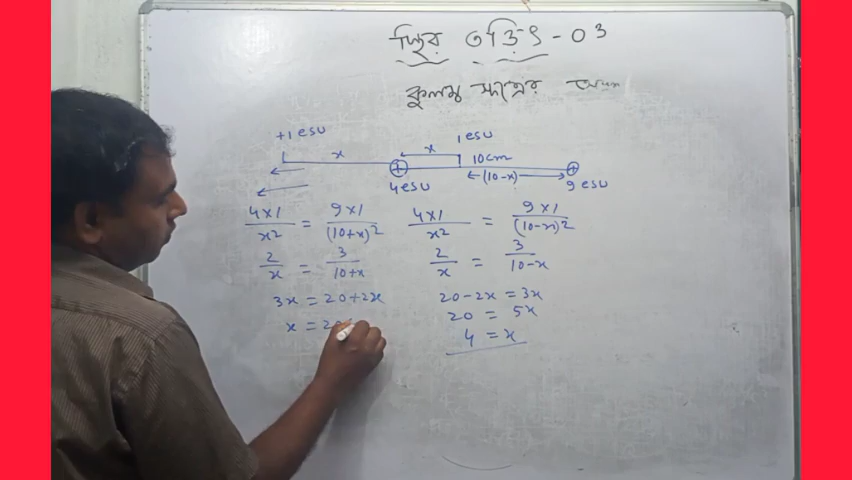 স্থির তড়িৎ - 03
কুলম্ব সূত্রের
+1 esu
x
x
1 esu
10cm
(10-x)
+
+
4 esu
9 esu
4×1/x² = 9×1/(10+x)²
2/x = 3/10+x
3x = 20+2x
x = 20
4×1/x² = 9×1/(10-x)²
2/x = 3/10-x
20-2x = 3x
20 = 5x
4 = x